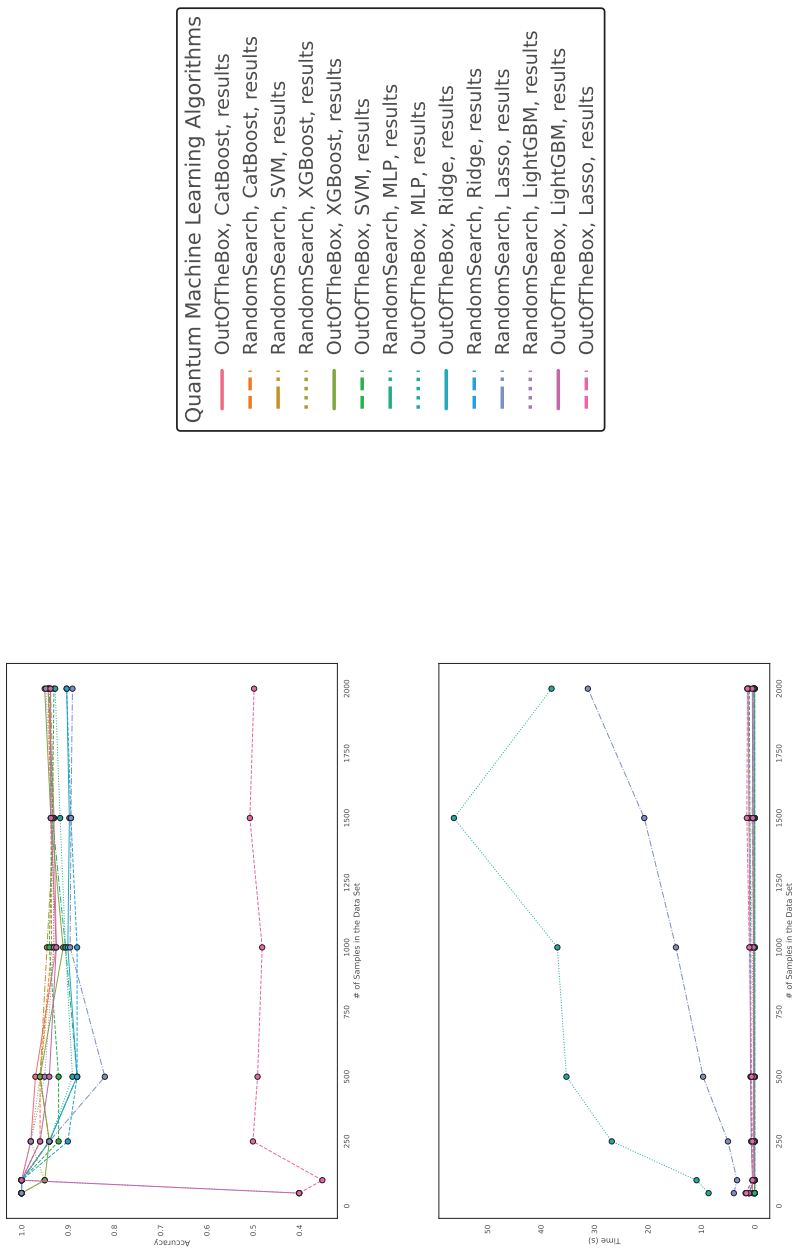 Quantum Machine Learning Algorithms
OutOfTheBox, CatBoost, results
RandomSearch, CatBoost, results
RandomSearch, SVM, results
RandomSearch, XGBoost, results
OutOfTheBox, XGBoost, results
OutOfTheBox, SVM, results
RandomSearch, MLP, results
OutOfTheBox, MLP, results
OutOfTheBox, Ridge, results
RandomSearch, Ridge, results
RandomSearch, Lasso, results
RandomSearch, LightGBM, results
OutOfTheBox, LightGBM, results
OutOfTheBox, Lasso, results
1.0
0.9
0.8
0.7
0.6
0.5
0.4
Accuracy
0
250
500
750
1000
1250
1500
1750
2000
# of Samples in the Data Set
50
40
30
20
10
0
Time (s)
0
250
500
750
1000
1250
1500
1750
2000
# of Samples in the Data Set